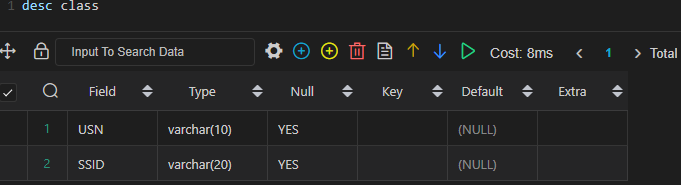 1 desc class
Input To Search Data Cost: 8ms 1 Total
Field Type Null Key Default Extra
1 USN varchar(10) YES (NULL)
2 SSID varchar(20) YES (NULL)